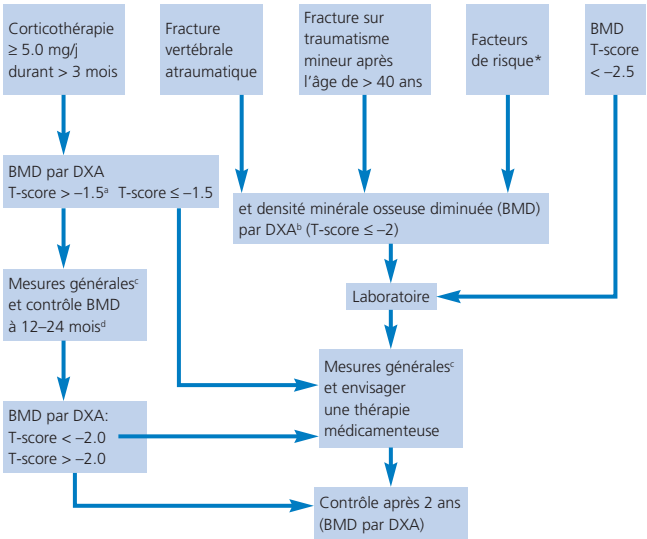 Corticothérapie
≥ 5.0 mg/j
durant > 3 mois
Fracture
vertébrale
atraumatique
Fracture sur
traumatisme
mineur après
l’âge de > 40 ans
Facteurs
de risque*
BMD
T-score
< –2.5
BMD par DXA
T-score > –1.5ᵃ T-score ≤ –1.5
et densité minérale osseuse diminuée (BMD)
par DXAᵇ (T-score ≤ –2)
Mesures généralesᶜ
et contrôle BMD
à 12–24 moisᵈ
Laboratoire
Mesures généralesᶜ
et envisager
une thérapie
médicamenteuse
BMD par DXA:
T-score < –2.0
T-score > –2.0
Contrôle après 2 ans
(BMD par DXA)